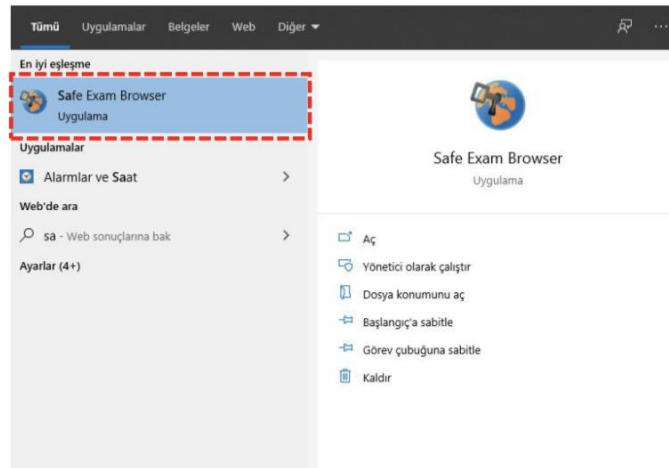 Tümü Uygulamalar Belgeler Web Diğer
En iyi eşleşme
Safe Exam Browser
Uygulama
Uygulamalar
Alarmlar ve Saat
Web'de ara
sa - Web sonuçlarına bak
Ayarlar (4+)
Safe Exam Browser
Uygulama
Aç
Yönetici olarak çalıştır
Dosya konumunu aç
Başlangıç'a sabitle
Görev çubuğuna sabitle
Kaldır